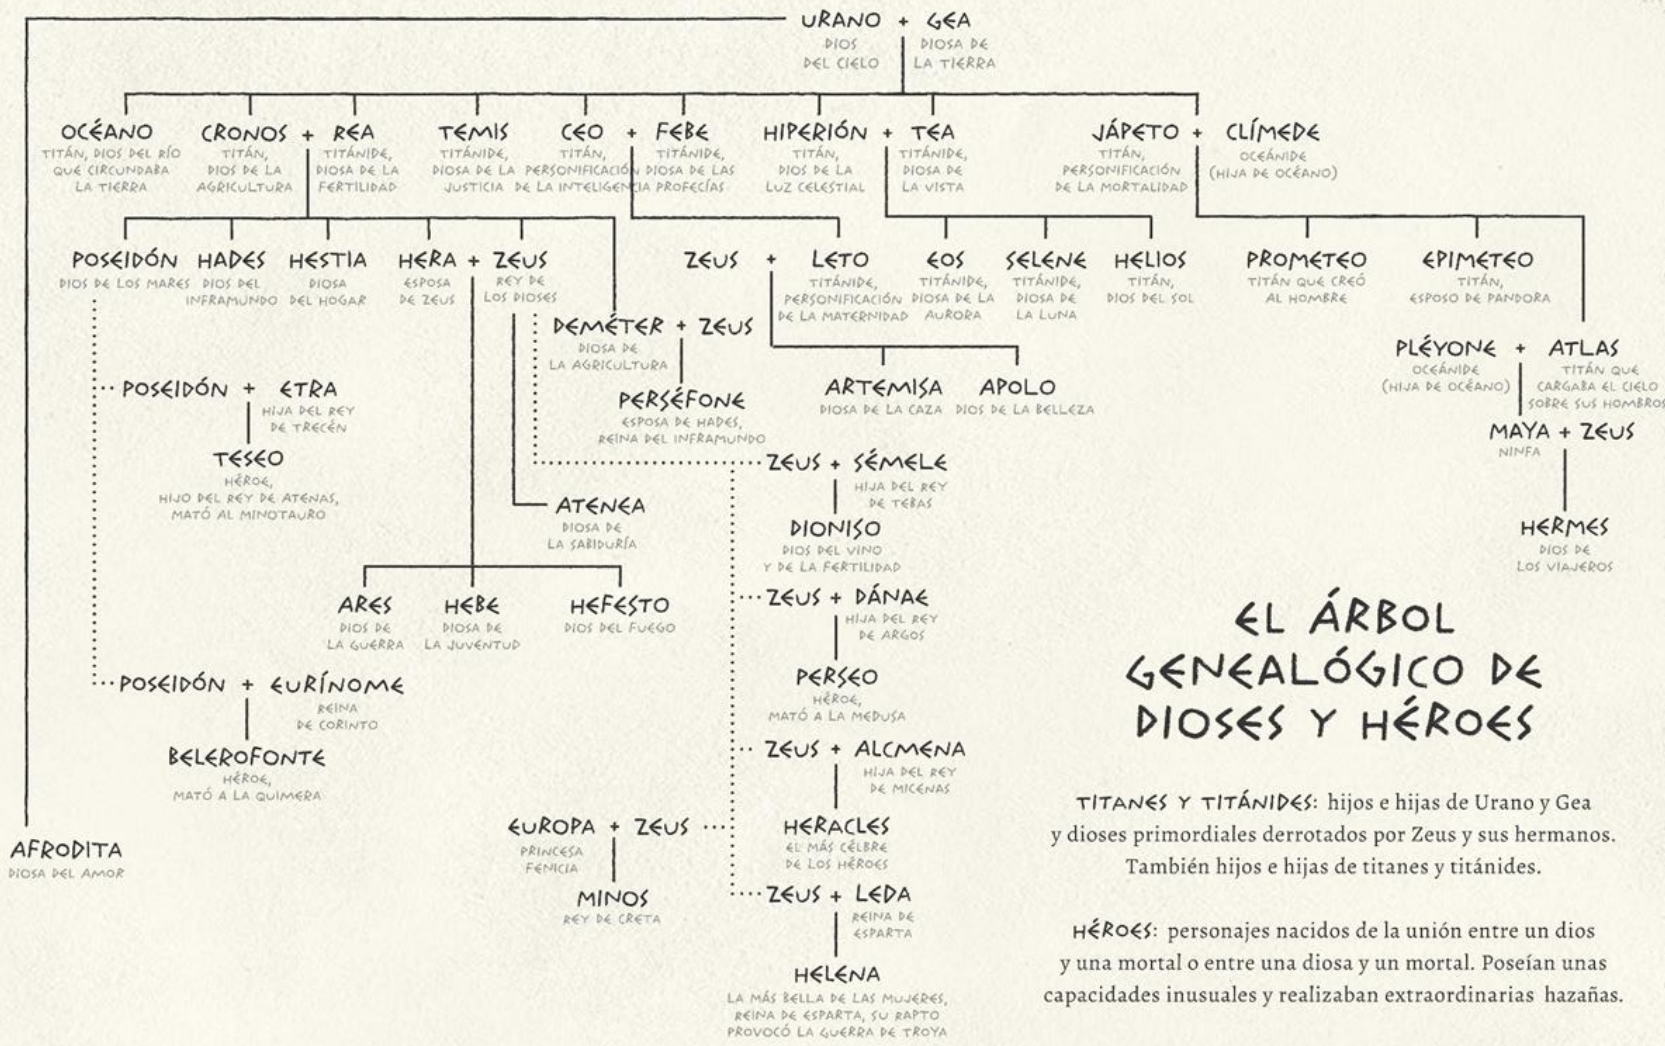 URANO + GEA
DIOS
DEL CIELO
DIOSA DE
LA TIERRA
OCÉANO
TITÁN, DIOS DEL RÍO
QUE CIRCUNDABA
LA TIERRA
CRONOS + REA
TITÁN,
DIOS DE LA
AGRICULTURA
TITÁNIDE,
DIOSA DE LA
FERTILIDAD
TEMIS
TITÁNIDE,
DIOSA DE LA
JUSTICIA
CEO + FEBE
TITÁN,
PERSONIFICACIÓN
DE LA INTELIGENCIA
TITÁNIDE,
DIOSA DE LAS
PROFECÍAS
HIPERIÓN + TEA
TITÁN,
DIOS DE LA
LUZ CELESTIAL
TITÁNIDE,
DIOSA DE
LA VISTA
JÁPETO + CLÍMEDE
TITÁN,
PERSONIFICACIÓN
DE LA MORTALIDAD
OCEÁNIDE
(HIJA DE OCÉANO)
POSEIDÓN
DIOS DE LOS MARES
HADES
DIOS DEL
INFRAMUNDO
HESTIA
DIOSA
DEL HOGAR
HERA + ZEUS
ESPOSA
DE ZEUS
REY DE
LOS DIOSES
ZEUS + LETO
TITÁNIDE,
PERSONIFICACIÓN
DE LA MATERNIDAD
EOS
TITÁNIDE,
DIOSA DE LA
AURORA
SELENE
TITÁNIDE,
DIOSA DE
LA LUNA
HELIOS
TITÁN,
DIOS DEL SOL
PROMETEO
TITÁN QUE CREÓ
AL HOMBRE
EPIMETEO
TITÁN,
ESPOSO DE PANDORA
DEMÉTER + ZEUS
DIOSA DE
LA AGRICULTURA
PERSÉFONE
ESPOSA DE HADES,
REINA DEL INFRAMUNDO
ARTEMISA
DIOSA DE LA CAZA
APOLO
DIOS DE LA BELLEZA
PLÉYONE + ATLAS
OCEÁNIDE
(HIJA DE OCÉANO)
TITÁN QUE
CARGABA EL CIELO
SOBRE SUS HOMBROS
MAYA + ZEUS
NINFA
HERMES
DIOS DE
LOS VIAJEROS
POSEIDÓN + ETRA
HIJA DEL REY
DE TRECÉN
TESEO
HÉROE,
HIJO DEL REY DE ATENAS,
MATÓ AL MINOTAURO
ZEUS + SÉMELE
HIJA DEL REY
DE TEBAS
DIONISO
DIOS DEL VINO
Y DE LA FERTILIDAD
ATENEA
DIOSA DE
LA SABIDURÍA
ARES
DIOS DE
LA GUERRA
HEBE
DIOSA DE
LA JUVENTUD
HEFESTO
DIOS DEL FUEGO
ZEUS + DÁNAE
HIJA DEL REY
DE ARGOS
PERSEO
HÉROE,
MATÓ A LA MEDUSA
POSEIDÓN + EURÍNOME
REINA
DE CORINTO
BELEROFONTE
HÉROE,
MATÓ A LA QUIMERA
ZEUS + ALCMENA
HIJA DEL REY
DE MICENAS
HERACLES
EL MÁS CÉLBRE
DE LOS HÉROES
EUROPA + ZEUS
PRINCESA
FENICIA
MINOS
REY DE CRETA
ZEUS + LEDA
REINA DE
ESPARTA
HELENA
LA MÁS BELLA DE LAS MUJERES,
REINA DE ESPARTA, SU RAPTO
PROVOCÓ LA GUERRA DE TROYA
AFRODITA
DIOSA DEL AMOR
EL ÁRBOL
GENEALÓGICO DE
DIOSES Y HÉROES
TITANES Y TITÁNIDES: hijos e hijas de Urano y Gea
y dioses primordiales derrotados por Zeus y sus hermanos.
También hijos e hijas de titanes y titánides.
HÉROES: personajes nacidos de la unión entre un dios
y una mortal o entre una diosa y un mortal. Poseían unas
capacidades inusuales y realizaban extraordinarias hazañas.